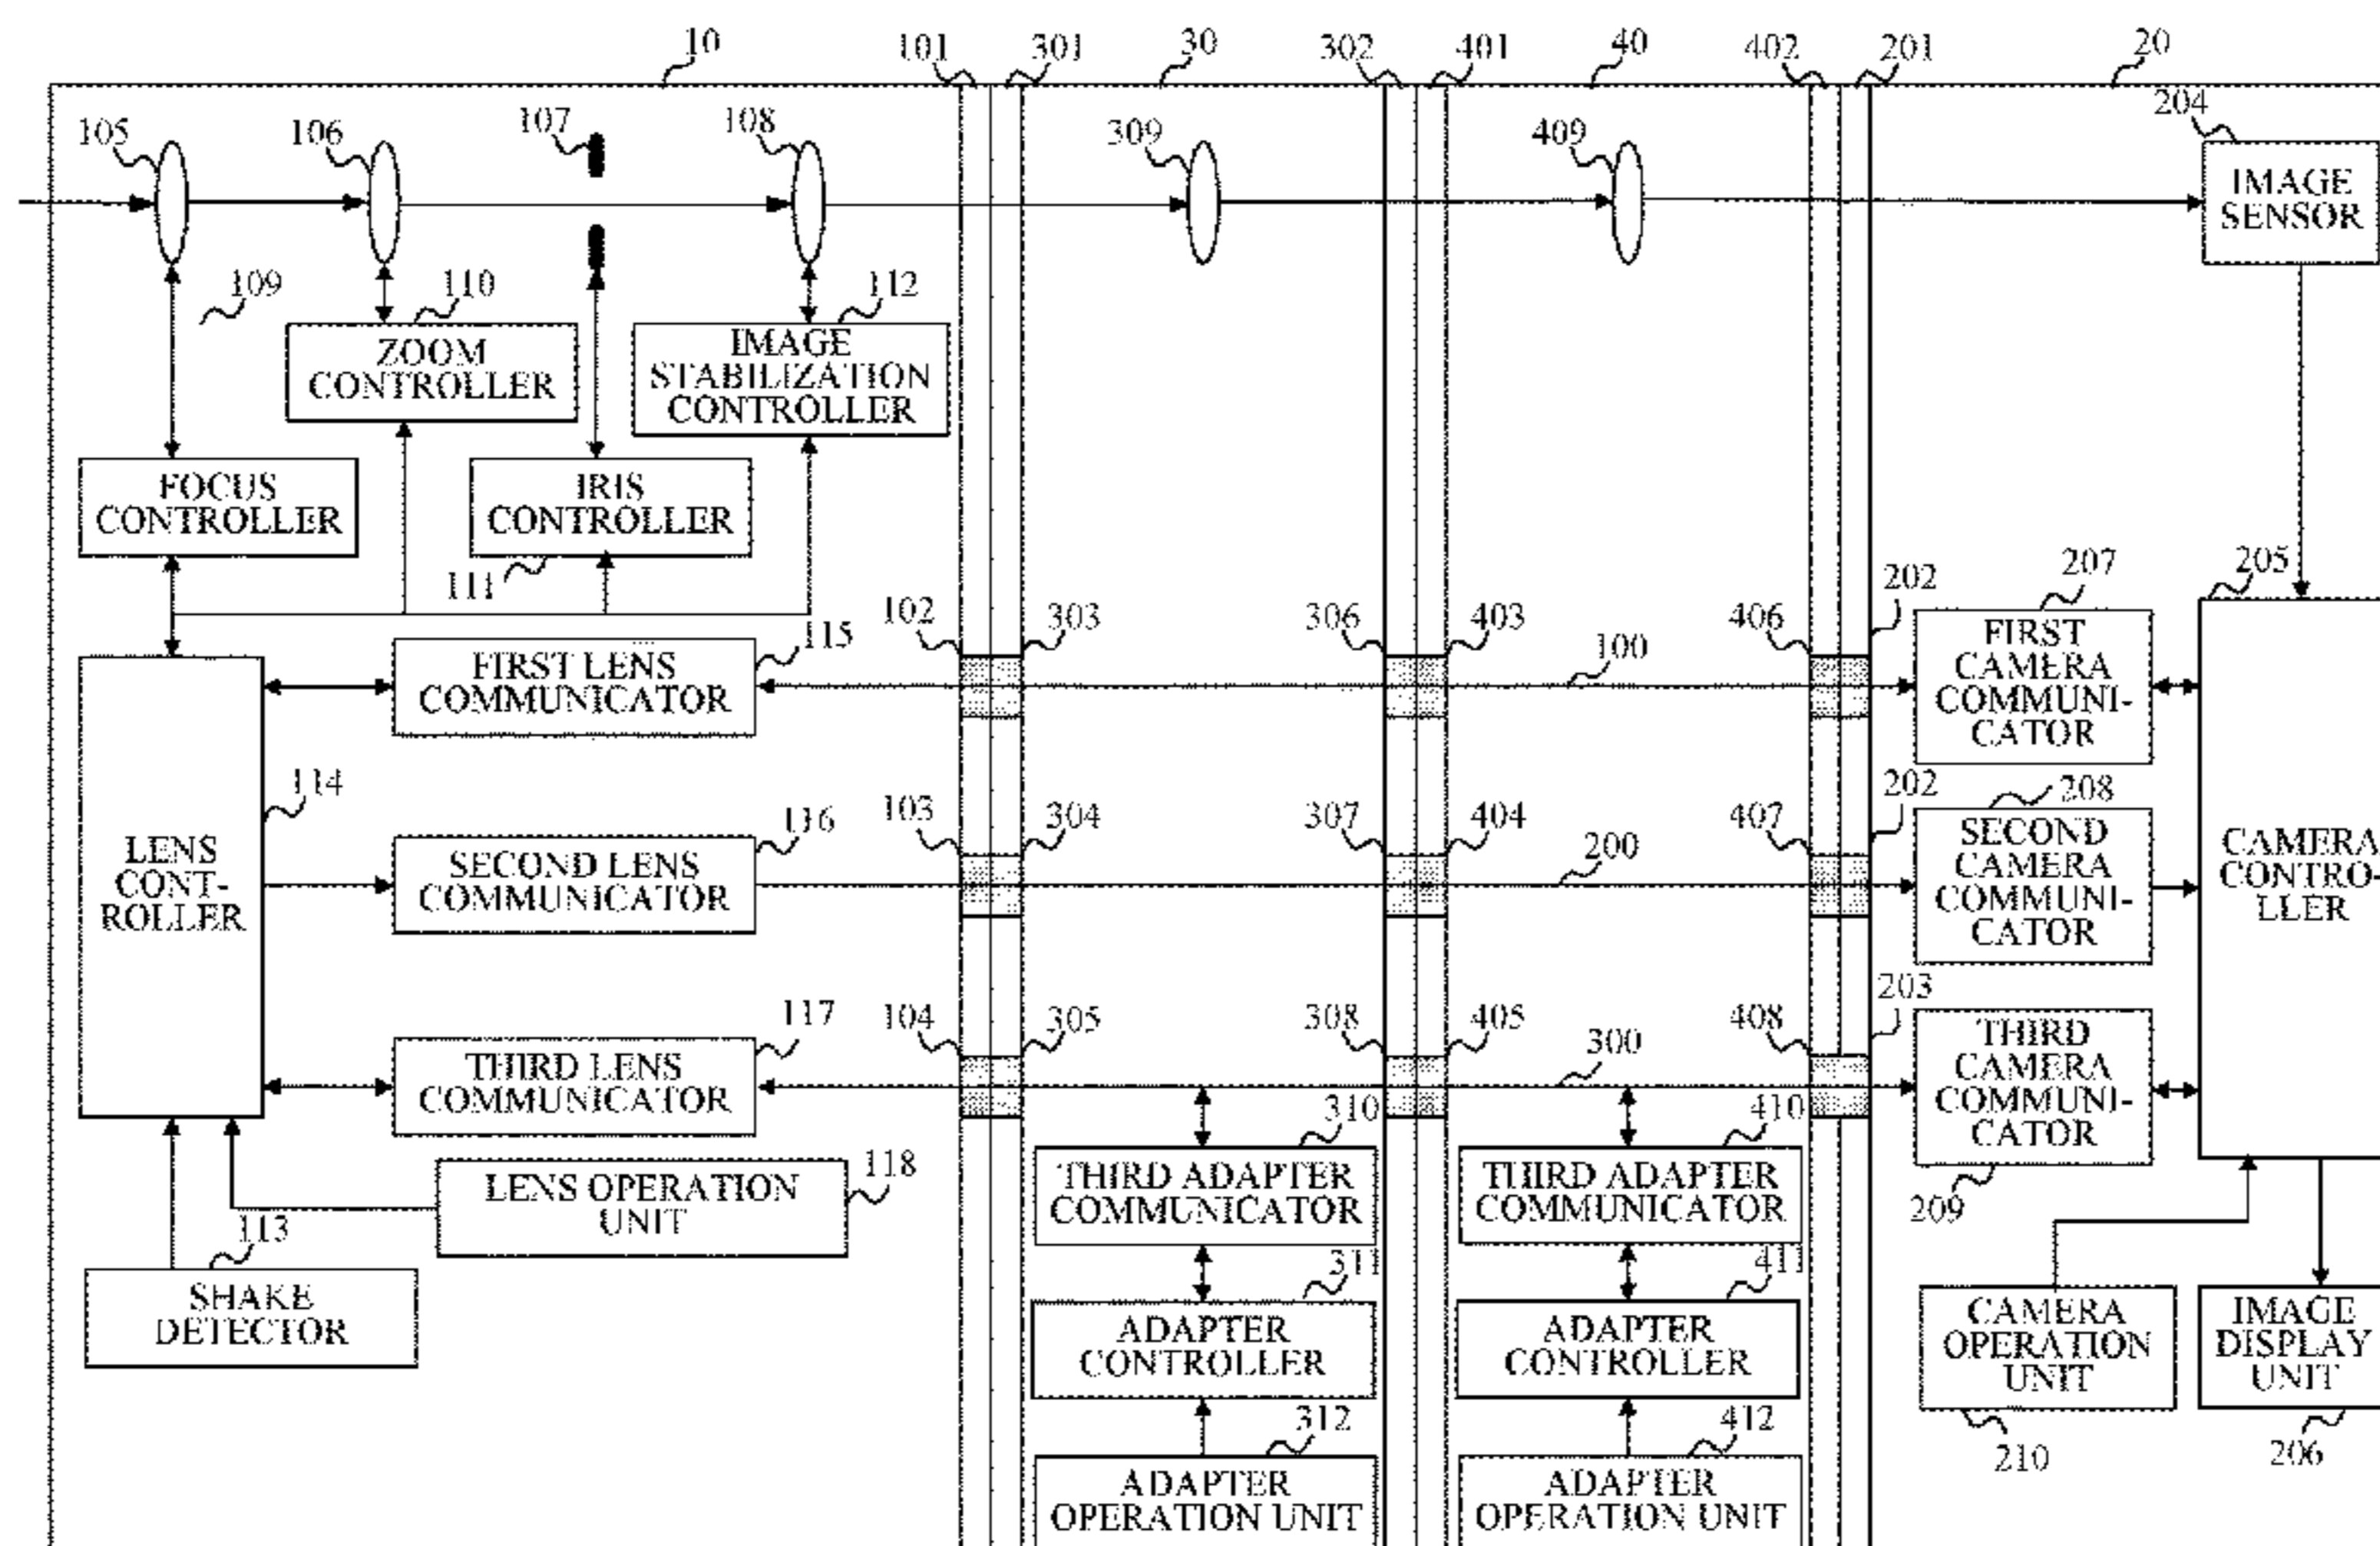 10
101
301
30
302
401
40
402
201
20
105
106
107
108
309
409
204
IMAGE
SENSOR
109
110
112
ZOOM
CONTROLLER
IMAGE
STABILIZATION
CONTROLLER
FOCUS
CONTROLLER
IRIS
CONTROLLER
111
115
102
303
306
403
100
406
202
207
205
FIRST LENS
COMMUNICATOR
FIRST
CAMERA
COMMUNI-
CATOR
114
LENS
CONT-
ROLLER
116
103
304
307
404
200
407
202
208
SECOND LENS
COMMUNICATOR
SECOND
CAMERA
COMMUNI-
CATOR
CAMERA
CONTRO-
LLER
117
104
305
308
405
300
408
203
THIRD LENS
COMMUNICATOR
THIRD
CAMERA
COMMUNI-
CATOR
209
310
410
118
LENS OPERATION
UNIT
THIRD ADAPTER
COMMUNICATOR
THIRD ADAPTER
COMMUNICATOR
113
SHAKE
DETECTOR
311
411
ADAPTER
CONTROLLER
ADAPTER
CONTROLLER
CAMERA
OPERATION
UNIT
IMAGE
DISPLAY
UNIT
312
412
210
206
ADAPTER
OPERATION UNIT
ADAPTER
OPERATION UNIT